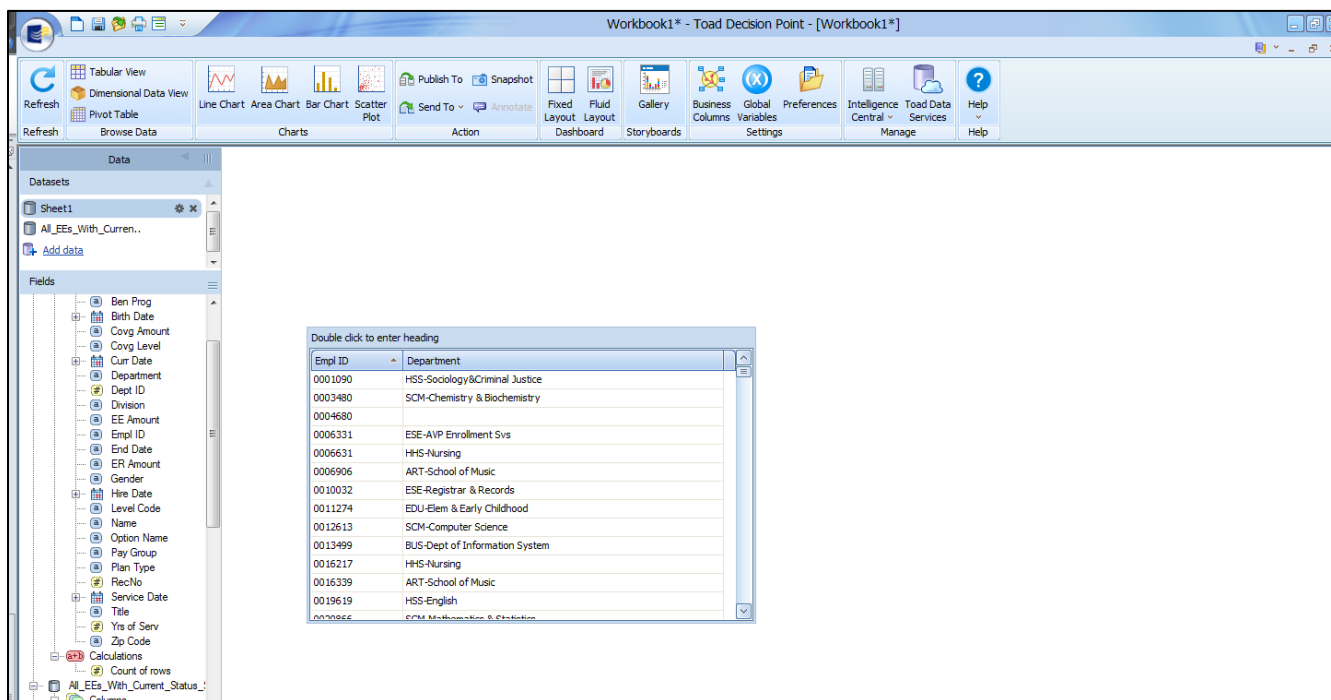 Workbook1* - Toad Decision Point - [Workbook1*]
Refresh
Tabular View
Dimensional Data View
Pivot Table
Line Chart Area Chart Bar Chart Scatter Plot
Publish To Snapshot
Send To Annotate
Fixed Layout
Fluid Layout
Gallery
Business Columns
Global Variables
Preferences
Intelligence Central
Toad Data Services
Help
Refresh Browse Data Charts Action Dashboard Storyboards Settings Manage Help
Data
Datasets
Sheet1
All_EEs_With_Curren..
Add data
Fields
Ben Prog
Birth Date
Covg Amount
Covg Level
Curr Date
Department
Dept ID
Division
EE Amount
Empl ID
End Date
ER Amount
Gender
Hire Date
Level Code
Name
Option Name
Pay Group
Plan Type
RecNo
Service Date
Title
Yrs of Serv
Zip Code
a+b Calculations
Count of rows
All_EEs_With_Current_Status_
Columns
Double click to enter heading
Empl ID Department
0001090 HSS-Sociology&Criminal Justice
0003480 SCM-Chemistry & Biochemistry
0004680
0006331 ESE-AVP Enrollment Svs
0006631 HHS-Nursing
0006906 ART-School of Music
0010032 ESE-Registrar & Records
0011274 EDU-Elem & Early Childhood
0012613 SCM-Computer Science
0013499 BUS-Dept of Information System
0016217 HHS-Nursing
0016339 ART-School of Music
0019619 HSS-English
0020866 SCM-Mathematics & Statistics